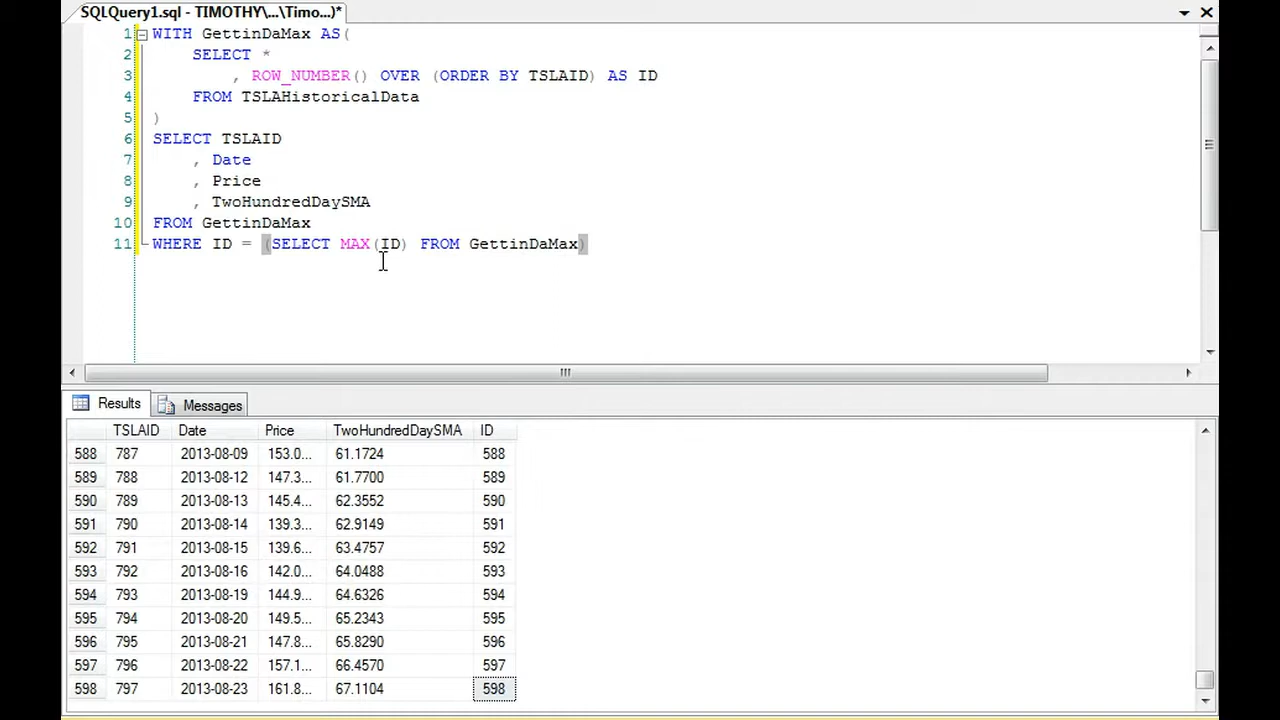 SQLQuery1.sql - TIMOTHY\...\Timo...)*
1 WITH GettinDaMax AS(
2 SELECT *
3 , ROW_NUMBER() OVER (ORDER BY TSLAID) AS ID
4 FROM TSLAHistoricalData
5 )
6 SELECT TSLAID
7 , Date
8 , Price
9 , TwoHundredDaySMA
10 FROM GettinDaMax
11 WHERE ID = (SELECT MAX(ID) FROM GettinDaMax)
Results Messages
TSLAID Date Price TwoHundredDaySMA ID
588 787 2013-08-09 153.0... 61.1724 588
589 788 2013-08-12 147.3... 61.7700 589
590 789 2013-08-13 145.4... 62.3552 590
591 790 2013-08-14 139.3... 62.9149 591
592 791 2013-08-15 139.6... 63.4757 592
593 792 2013-08-16 142.0... 64.0488 593
594 793 2013-08-19 144.9... 64.6326 594
595 794 2013-08-20 149.5... 65.2343 595
596 795 2013-08-21 147.8... 65.8290 596
597 796 2013-08-22 157.1... 66.4570 597
598 797 2013-08-23 161.8... 67.1104 598